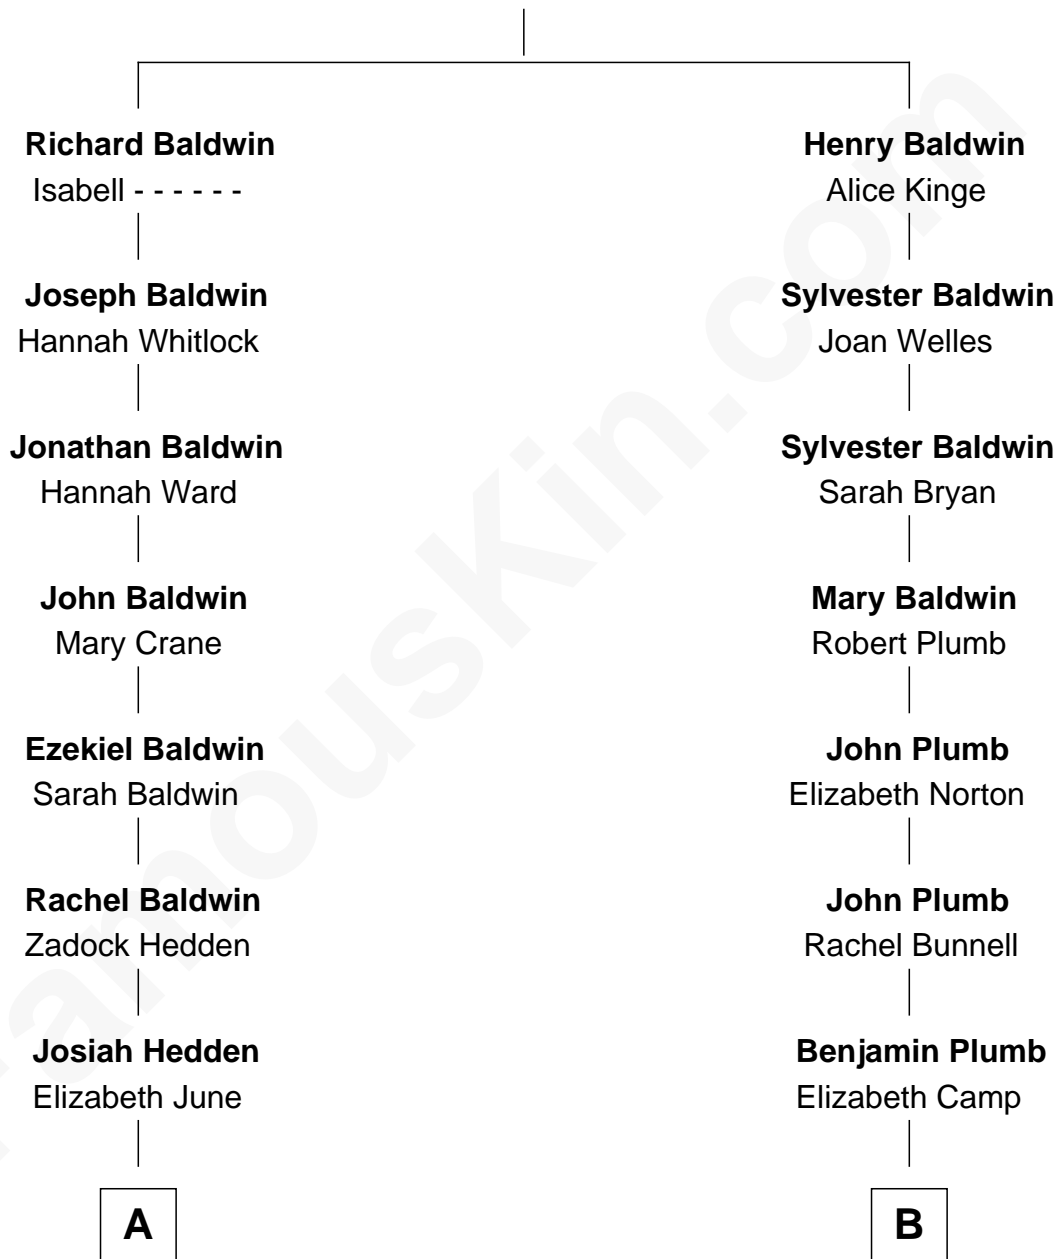 Richard Baldwin
Isabell - - - - - -
Henry Baldwin
Alice Kinge
Joseph Baldwin
Hannah Whitlock
Sylvester Baldwin
Joan Welles
Jonathan Baldwin
Hannah Ward
Sylvester Baldwin
Sarah Bryan
John Baldwin
Mary Crane
Mary Baldwin
Robert Plumb
Ezekiel Baldwin
Sarah Baldwin
John Plumb
Elizabeth Norton
Rachel Baldwin
Zadock Hedden
John Plumb
Rachel Bunnell
Josiah Hedden
Elizabeth June
Benjamin Plumb
Elizabeth Camp
A
B
FamousKin.com